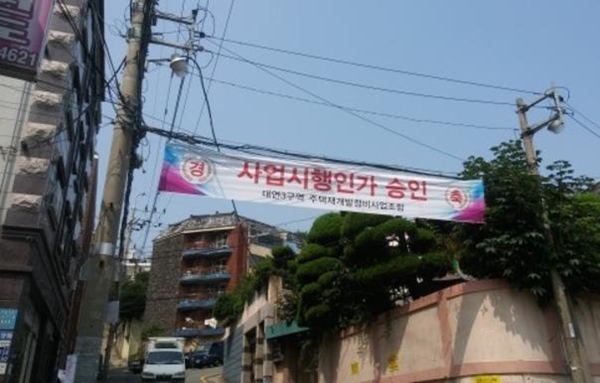 4621
경 사업시행인가 승인 축
대연3구역 주택재개발정비사업조합